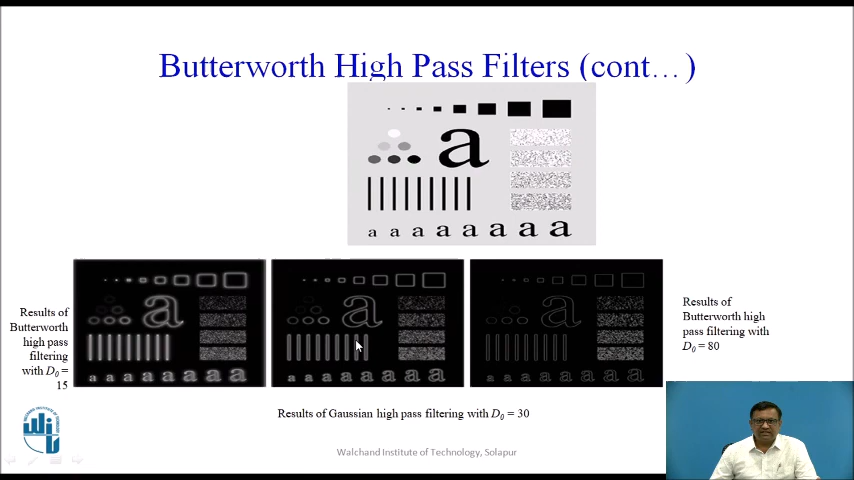 Butterworth High Pass Filters (cont…)
a
a a a a a a a a
a
a a a a a a a a
a
a a a a a a a a
a
a a a a a a a a
Results of
Butterworth
high pass
filtering
with D0 =
15
Results of
Butterworth high
pass filtering with
D0 = 80
Results of Gaussian high pass filtering with D0 = 30
Walchand Institute of Technology, Solapur